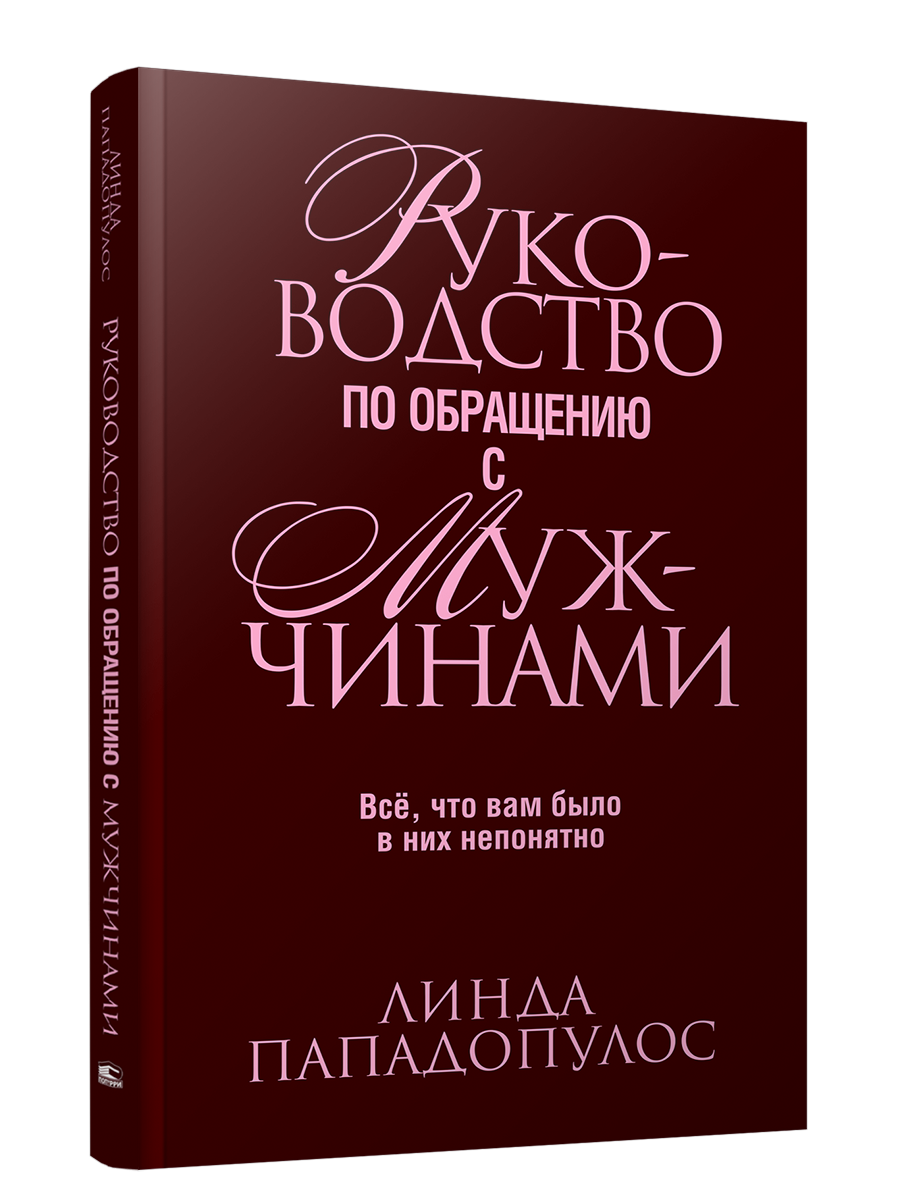 Руко-
водство
по обращению
с
Муж-
чинами
Всё, что вам было
в них непонятно
Линда
Пападопулос
Линда
Пападопулос
Руководство по обращению с мужчинами
попурри